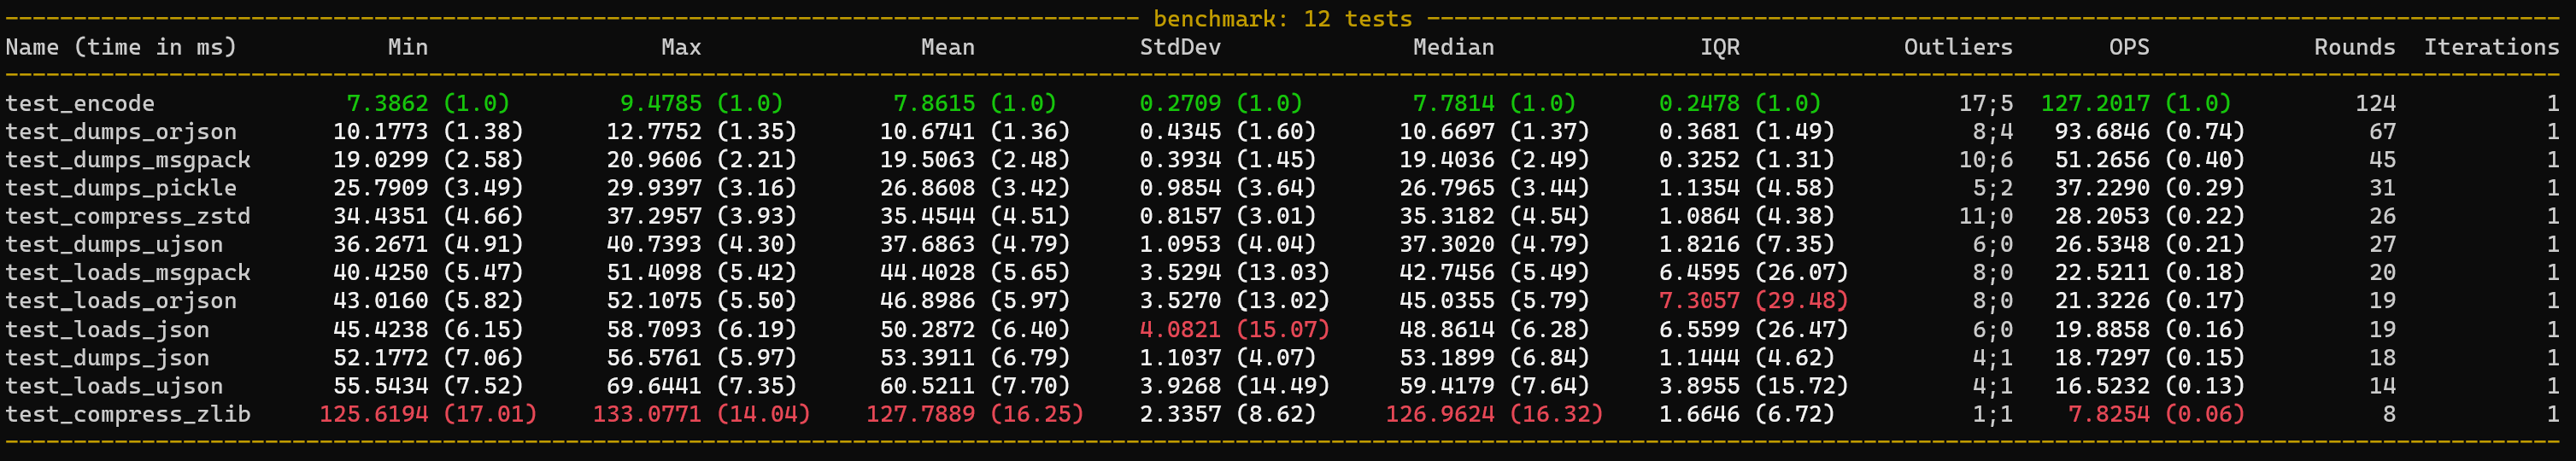 benchmark: 12 tests
Name (time in ms) Min Max Mean StdDev Median IQR Outliers OPS Rounds Iterations
test_encode 7.3862 (1.0) 9.4785 (1.0) 7.8615 (1.0) 0.2709 (1.0) 7.7814 (1.0) 0.2478 (1.0) 17;5 127.2017 (1.0) 124 1
test_dumps_orjson 10.1773 (1.38) 12.7752 (1.35) 10.6741 (1.36) 0.4345 (1.60) 10.6697 (1.37) 0.3681 (1.49) 8;4 93.6846 (0.74) 67 1
test_dumps_msgpack 19.0299 (2.58) 20.9606 (2.21) 19.5063 (2.48) 0.3934 (1.45) 19.4036 (2.49) 0.3252 (1.31) 10;6 51.2656 (0.40) 45 1
test_dumps_pickle 25.7909 (3.49) 29.9397 (3.16) 26.8608 (3.42) 0.9854 (3.64) 26.7965 (3.44) 1.1354 (4.58) 5;2 37.2290 (0.29) 31 1
test_compress_zstd 34.4351 (4.66) 37.2957 (3.93) 35.4544 (4.51) 0.8157 (3.01) 35.3182 (4.54) 1.0864 (4.38) 11;0 28.2053 (0.22) 26 1
test_dumps_ujson 36.2671 (4.91) 40.7393 (4.30) 37.6863 (4.79) 1.0953 (4.04) 37.3020 (4.79) 1.8216 (7.35) 6;0 26.5348 (0.21) 27 1
test_loads_msgpack 40.4250 (5.47) 51.4098 (5.42) 44.4028 (5.65) 3.5294 (13.03) 42.7456 (5.49) 6.4595 (26.07) 8;0 22.5211 (0.18) 20 1
test_loads_orjson 43.0160 (5.82) 52.1075 (5.50) 46.8986 (5.97) 3.5270 (13.02) 45.0355 (5.79) 7.3057 (29.48) 8;0 21.3226 (0.17) 19 1
test_loads_json 45.4238 (6.15) 58.7093 (6.19) 50.2872 (6.40) 4.0821 (15.07) 48.8614 (6.28) 6.5599 (26.47) 6;0 19.8858 (0.16) 19 1
test_dumps_json 52.1772 (7.06) 56.5761 (5.97) 53.3911 (6.79) 1.1037 (4.07) 53.1899 (6.84) 1.1444 (4.62) 4;1 18.7297 (0.15) 18 1
test_loads_ujson 55.5434 (7.52) 69.6441 (7.35) 60.5211 (7.70) 3.9268 (14.49) 59.4179 (7.64) 3.8955 (15.72) 4;1 16.5232 (0.13) 14 1
test_compress_zlib 125.6194 (17.01) 133.0771 (14.04) 127.7889 (16.25) 2.3357 (8.62) 126.9624 (16.32) 1.6646 (6.72) 1;1 7.8254 (0.06) 8 1